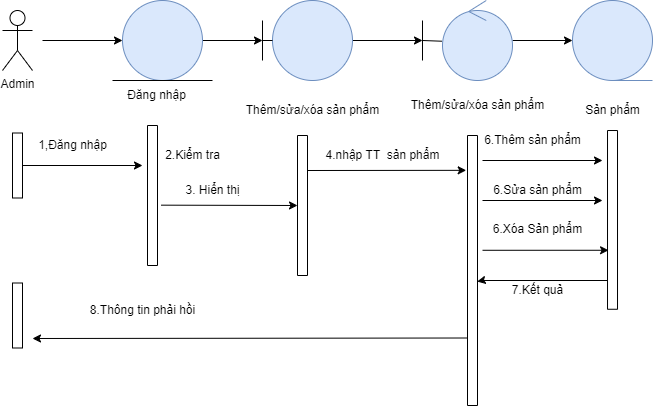 Admin
Đăng nhập
Thêm/sửa/xóa sản phẩm
Thêm/sửa/xóa sản phẩm
Sản phẩm
1,Đăng nhập
2.Kiểm tra
3. Hiển thị
4.nhập TT sản phẩm
6.Thêm sản phẩm
6.Sửa sản phẩm
6.Xóa Sản phẩm
7.Kết quả
8.Thông tin phải hồi